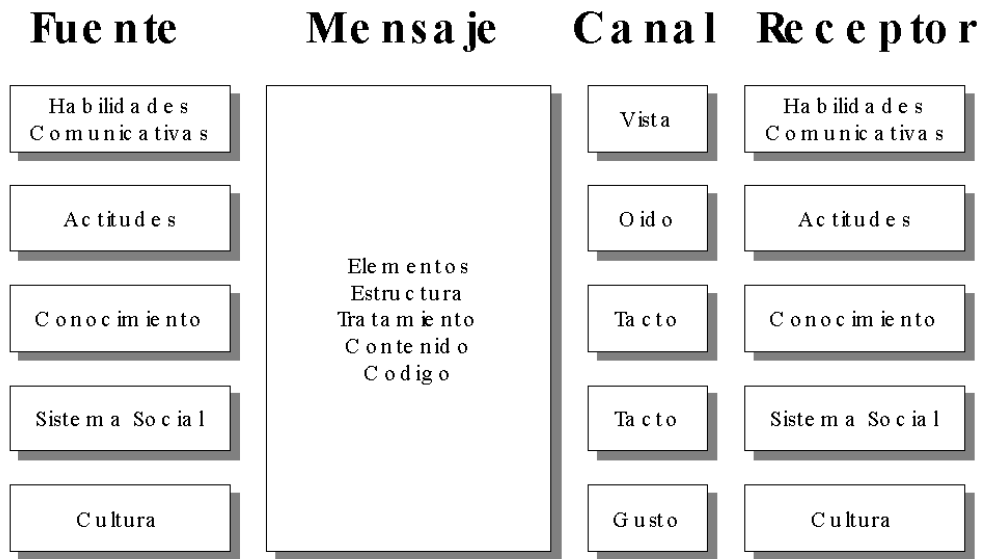 Fuente
Mensaje
Canal
Receptor
Habilidades
Comunicativas
Actitudes
Conocimiento
Sistema Social
Cultura
Elementos
Estructura
Tratamiento
Contenido
Codigo
Vista
Oido
Tacto
Tacto
Gusto
Habilidades
Comunicativas
Actitudes
Conocimiento
Sistema Social
Cultura